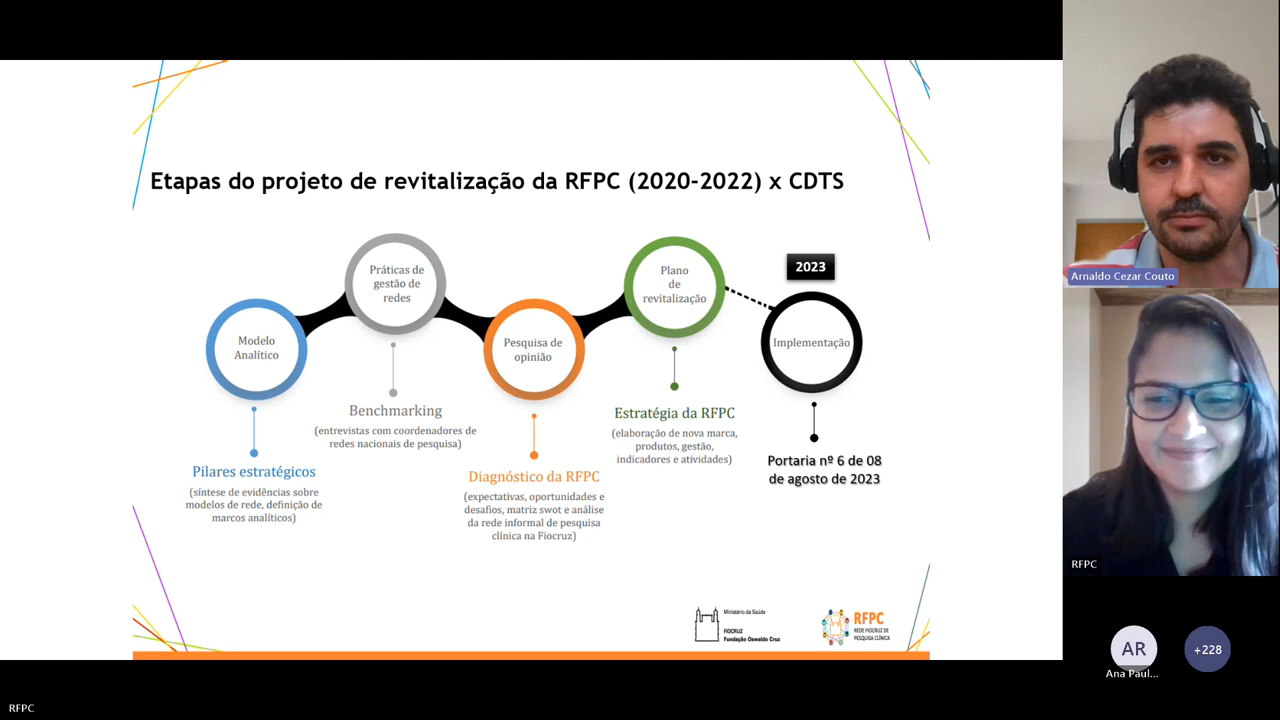 Etapas do projeto de revitalização da RFPC (2020-2022) x CDTS
Modelo
Analítico
Pilares estratégicos
(síntese de evidências sobre
modelos de rede, definição de
marcos analíticos)
Práticas de
gestão de
redes
Benchmarking
(entrevistas com coordenadores de
redes nacionais de pesquisa)
Pesquisa de
opinião
Diagnóstico da RFPC
(expectativas, oportunidades e
desafios, matriz swot e análise
da rede informal de pesquisa
clínica na Fiocruz)
Plano
de
revitalização
Estratégia da RFPC
(elaboração de nova marca,
produtos, gestão,
indicadores e atividades)
2023
Implementação
Portaria nº 6 de 08
de agosto de 2023
Ministério da Saúde
FIOCRUZ
Fundação Oswaldo Cruz
RFPC
REDE FIOCRUZ DE
PESQUISA CLÍNICA
Arnaldo Cezar Couto
RFPC
AR
Ana Paul...
+228
RFPC